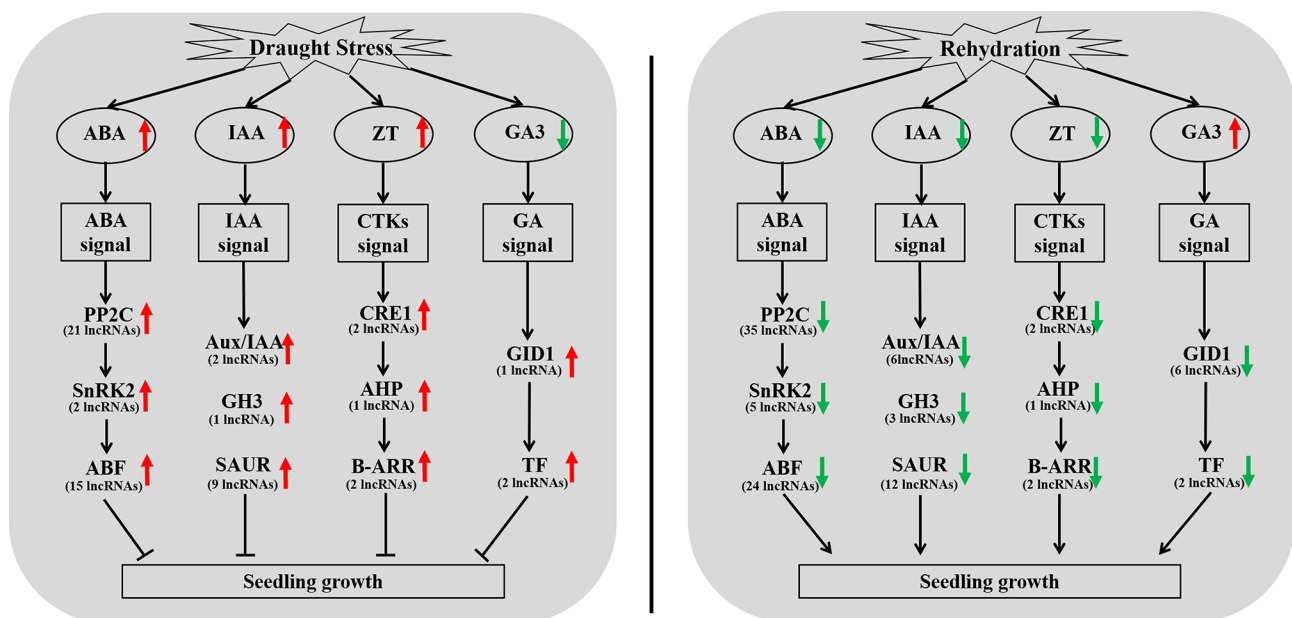 Draught Stress
ABA
IAA
ZT
GA3
ABA
signal
IAA
signal
CTKs
signal
GA
signal
PP2C
(21 lncRNAs)
SnRK2
(2 lncRNAs)
ABF
(15 lncRNAs)
Aux/IAA
(2 lncRNAs)
GH3
(1 lncRNA)
SAUR
(9 lncRNAs)
CRE1
(2 lncRNAs)
AHP
(1 lncRNA)
B-ARR
(2 lncRNAs)
GID1
(1 lncRNA)
TF
(2 lncRNAs)
Seedling growth
Rehydration
ABA
IAA
ZT
GA3
ABA
signal
IAA
signal
CTKs
signal
GA
signal
PP2C
(35 lncRNAs)
SnRK2
(5 lncRNAs)
ABF
(24 lncRNAs)
Aux/IAA
(6lncRNAs)
GH3
(3 lncRNAs)
SAUR
(12 lncRNAs)
CRE1
(2 lncRNAs)
AHP
(1 lncRNA)
B-ARR
(2 lncRNAs)
GID1
(6 lncRNAs)
TF
(2 lncRNAs)
Seedling growth